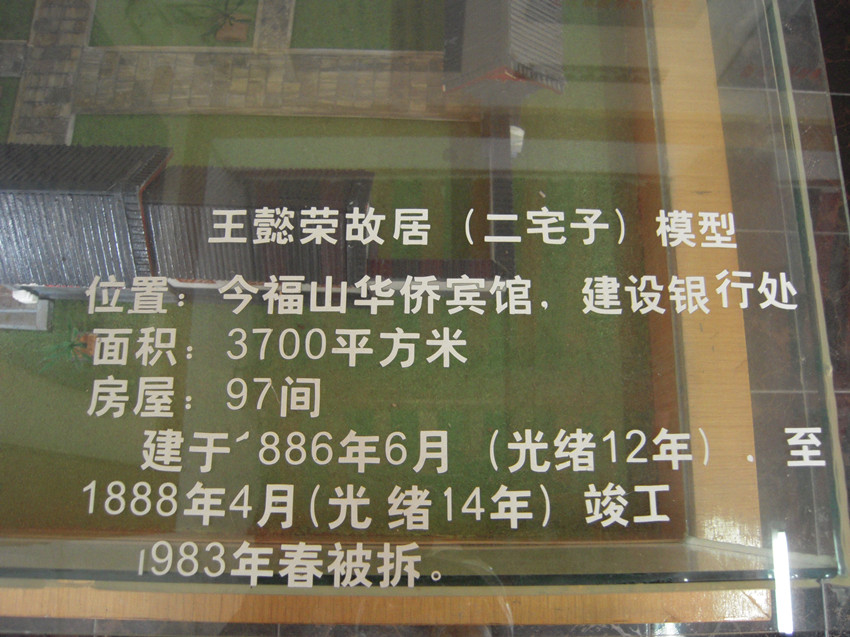 王懿荣故居（二宅子）模型
位置：今福山华侨宾馆，建设银行处
面积：3700平方米
房屋：97间
建于1886年6月（光绪12年），至
1888年4月(光绪14年）竣工
1983年春被拆。